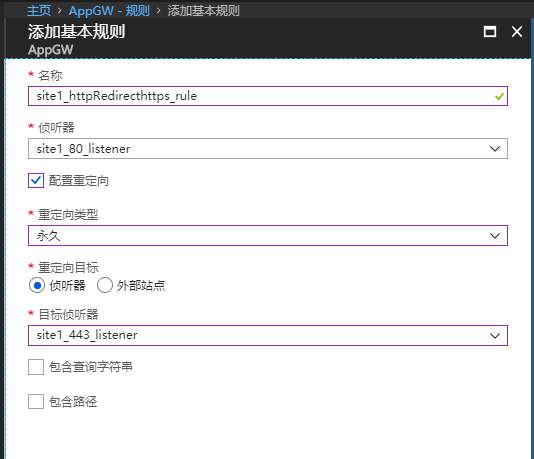 主页 > AppGW - 规则 > 添加基本规则
添加基本规则
AppGW
* 名称
site1_httpRedirecthttps_rule
* 侦听器
site1_80_listener
配置重定向
* 重定向类型
永久
* 重定向目标
侦听器 外部站点
* 目标侦听器
site1_443_listener
包含查询字符串
包含路径